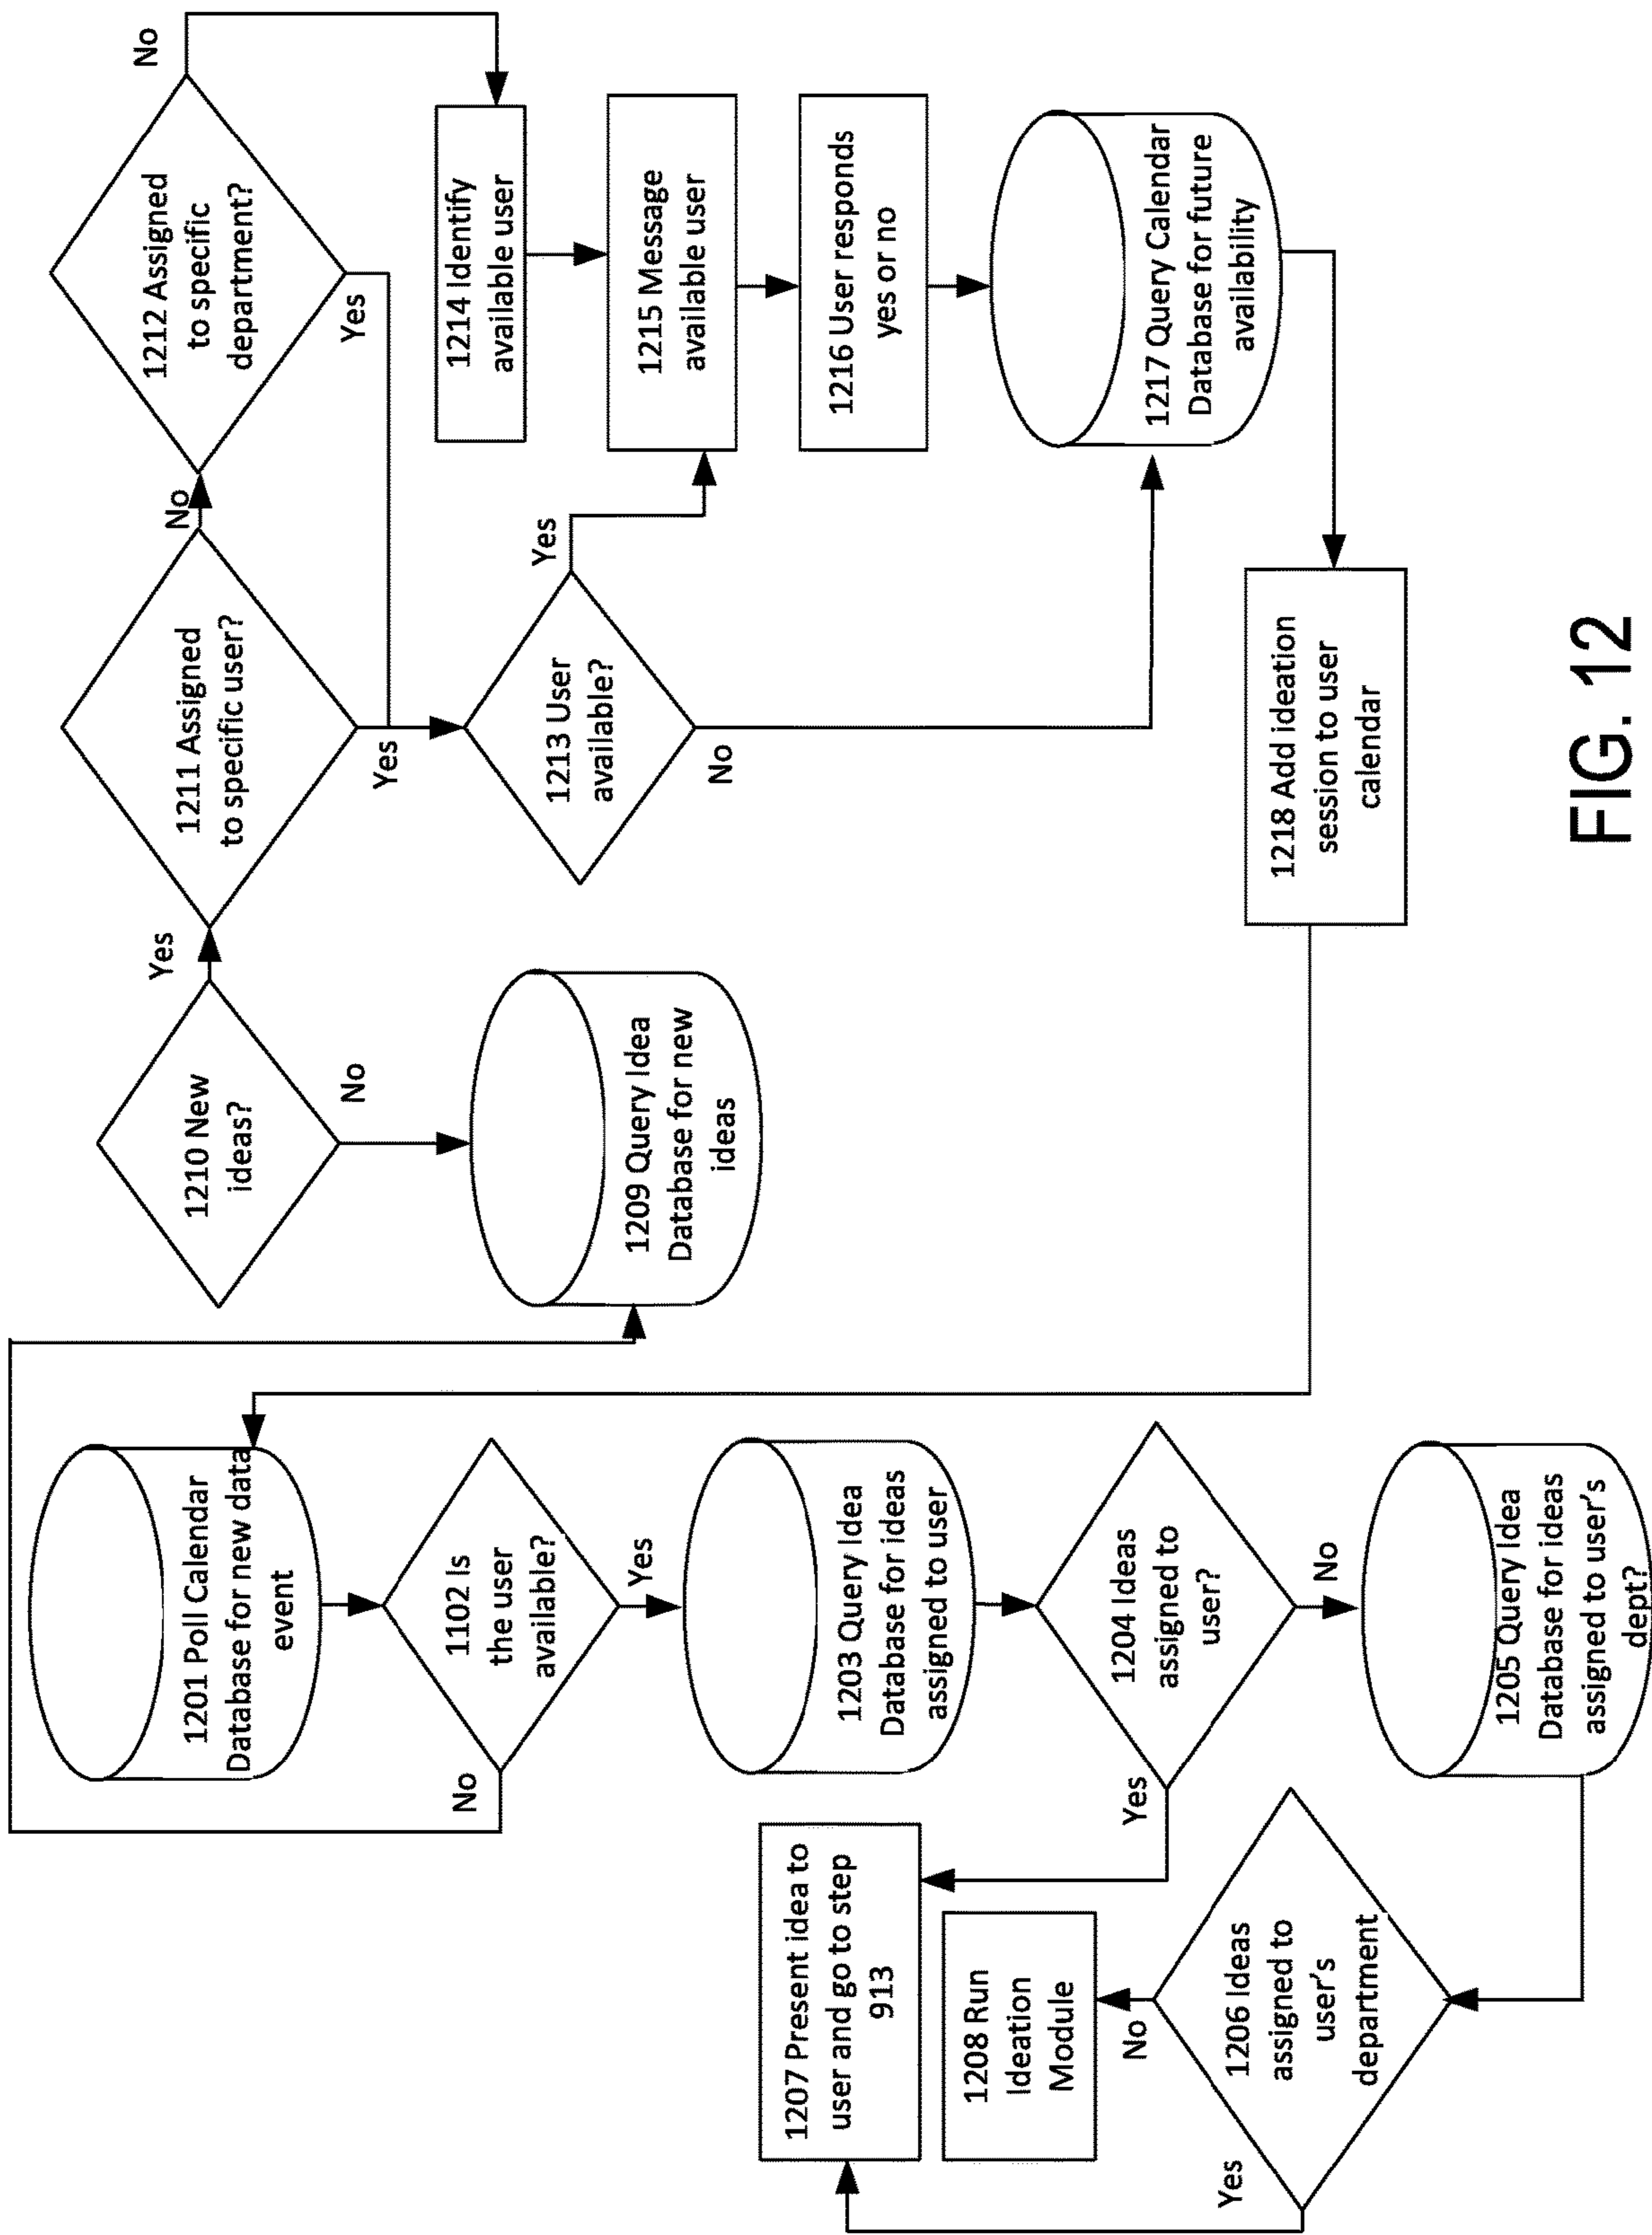 1201 Poll Calendar
Database for new data
event
1102 Is
the user
available?
No
Yes
1203 Query Idea
Database for ideas
assigned to user
1204 Ideas
assigned to
user?
Yes
No
1205 Query Idea
Database for ideas
assigned to user's
dept?
1206 Ideas
assigned to
user's
department
Yes
No
1207 Present idea to
user and go to step
913
1208 Run
Ideation
Module
1209 Query Idea
Database for new
ideas
1210 New
ideas?
No
Yes
1211 Assigned
to specific user?
No
Yes
1212 Assigned
to specific
department?
No
Yes
1213 User
available?
Yes
No
1214 Identify
available user
1215 Message
available user
1216 User responds
yes or no
1217 Query Calendar
Database for future
availability
1218 Add ideation
session to user
calendar
FIG. 12